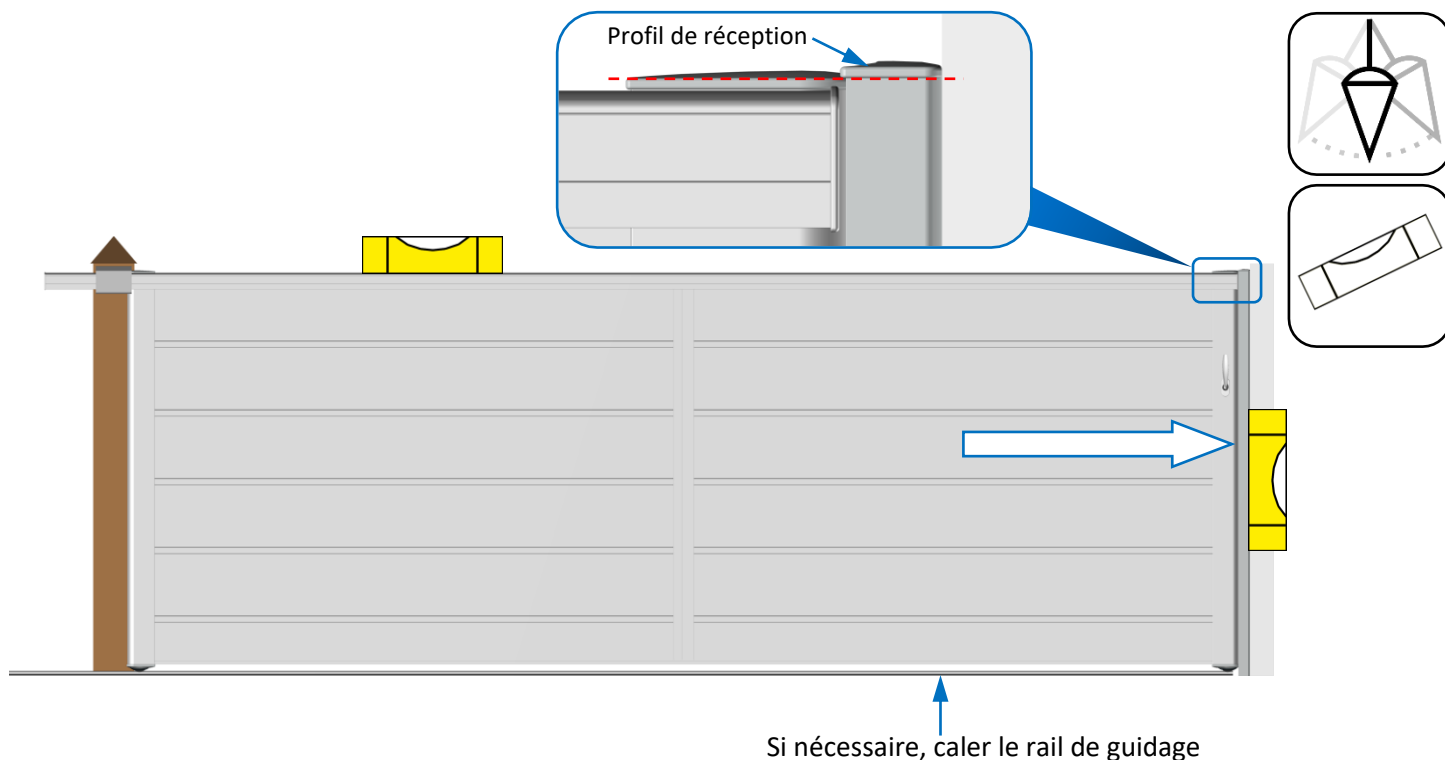 Profil de réception
Si nécessaire, caler le rail de guidage